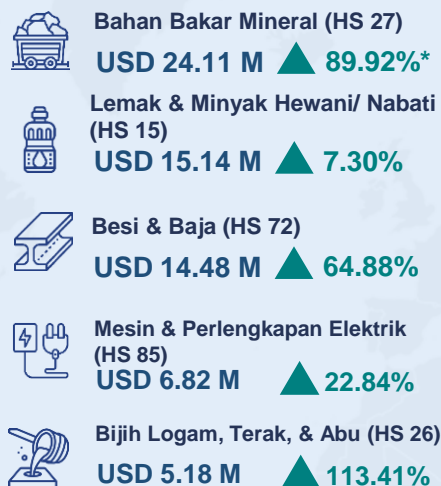 Bahan Bakar Mineral (HS 27)
USD 24.11 M 89.92%*
Lemak & Minyak Hewani/ Nabati
(HS 15)
USD 15.14 M 7.30%
Besi & Baja (HS 72)
USD 14.48 M 64.88%
Mesin & Perlengkapan Elektrik
(HS 85)
USD 6.82 M 22.84%
Bijih Logam, Terak, & Abu (HS 26)
USD 5.18 M 113.41%